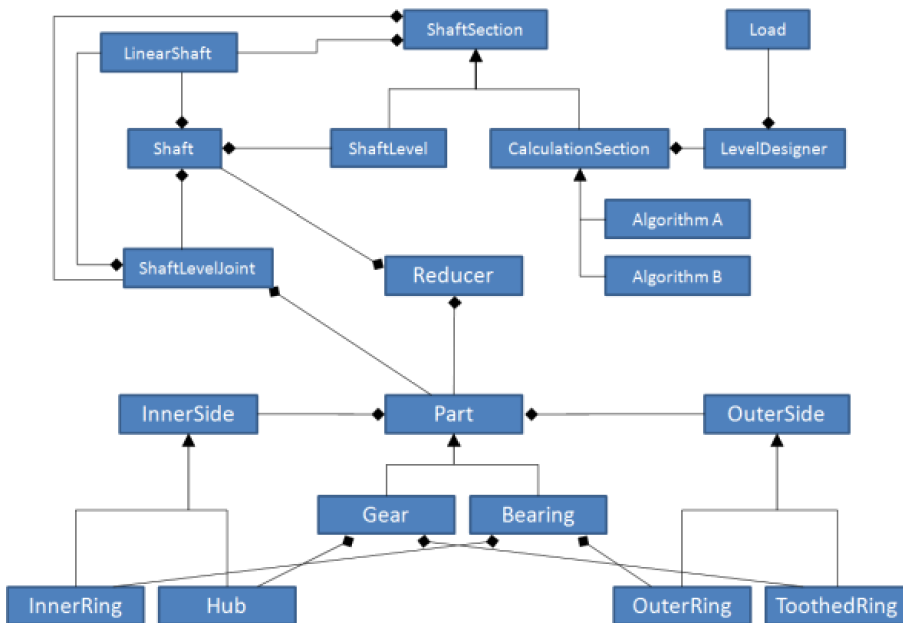 ShaftSection
Load
LinearShaft
Shaft
ShaftLevel
CalculationSection
LevelDesigner
Algorithm A
ShaftLevelJoint
Reducer
Algorithm B
InnerSide
Part
OuterSide
Gear
Bearing
InnerRing
Hub
OuterRing
ToothedRing